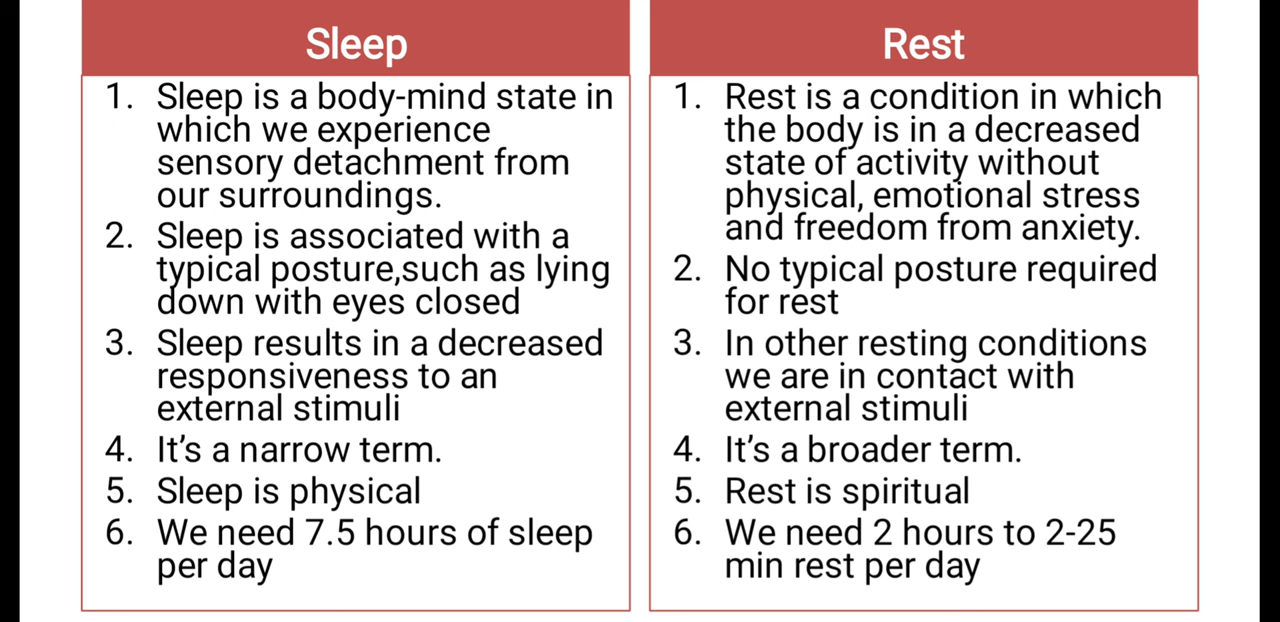 Sleep
1. Sleep is a body-mind state in
which we experience
sensory detachment from
our surroundings.
2. Sleep is associated with a
typical posture,such as lying
down with eyes closed
3. Sleep results in a decreased
responsiveness to an
external stimuli
4. It’s a narrow term.
5. Sleep is physical
6. We need 7.5 hours of sleep
per day
Rest
1. Rest is a condition in which
the body is in a decreased
state of activity without
physical, emotional stress
and freedom from anxiety.
2. No typical posture required
for rest
3. In other resting conditions
we are in contact with
external stimuli
4. It’s a broader term.
5. Rest is spiritual
6. We need 2 hours to 2-25
min rest per day